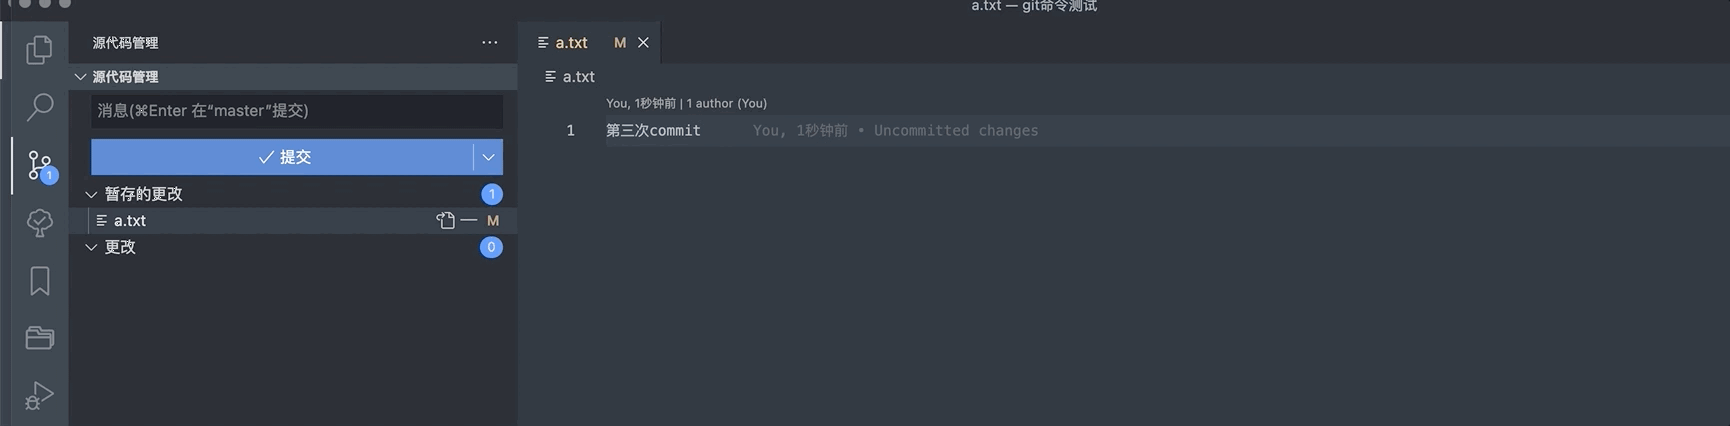 a.txt — git命令测试
源代码管理
···
a.txt M
源代码管理
a.txt
消息(⌘Enter 在“master”提交)
You, 1秒钟前 | 1 author (You)
1 第三次commit You, 1秒钟前 • Uncommitted changes
提交
1
暂存的更改 1
a.txt M
更改 0